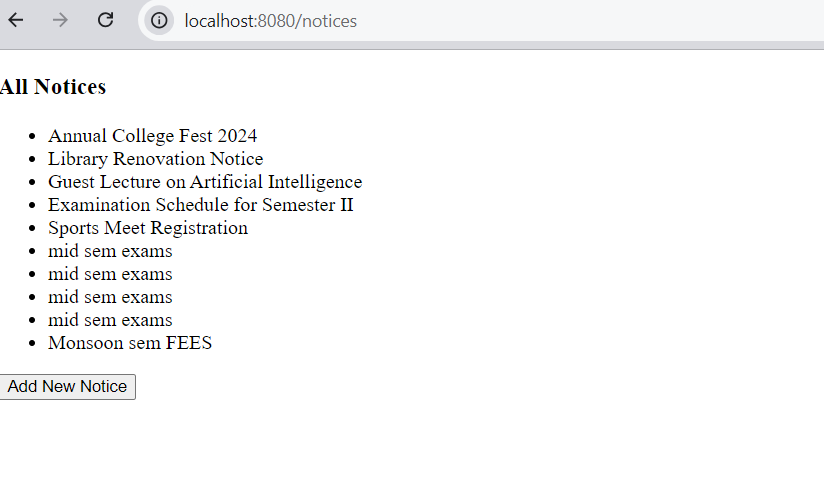 localhost:8080/notices
All Notices
• Annual College Fest 2024
• Library Renovation Notice
• Guest Lecture on Artificial Intelligence
• Examination Schedule for Semester II
• Sports Meet Registration
• mid sem exams
• mid sem exams
• mid sem exams
• mid sem exams
• Monsoon sem FEES
Add New Notice